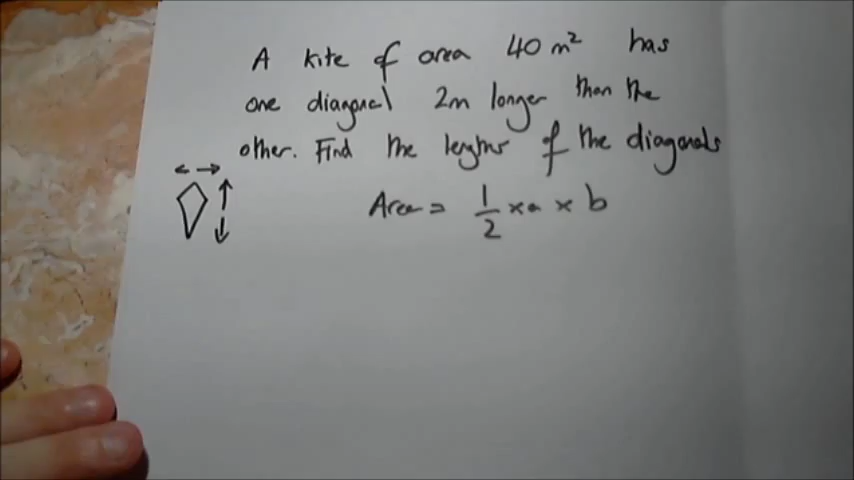 A kite of area 40 m²  has
one diagonal 2m longer than the
other. Find the lengths of the diagonals
Area = 1/2 × a × b